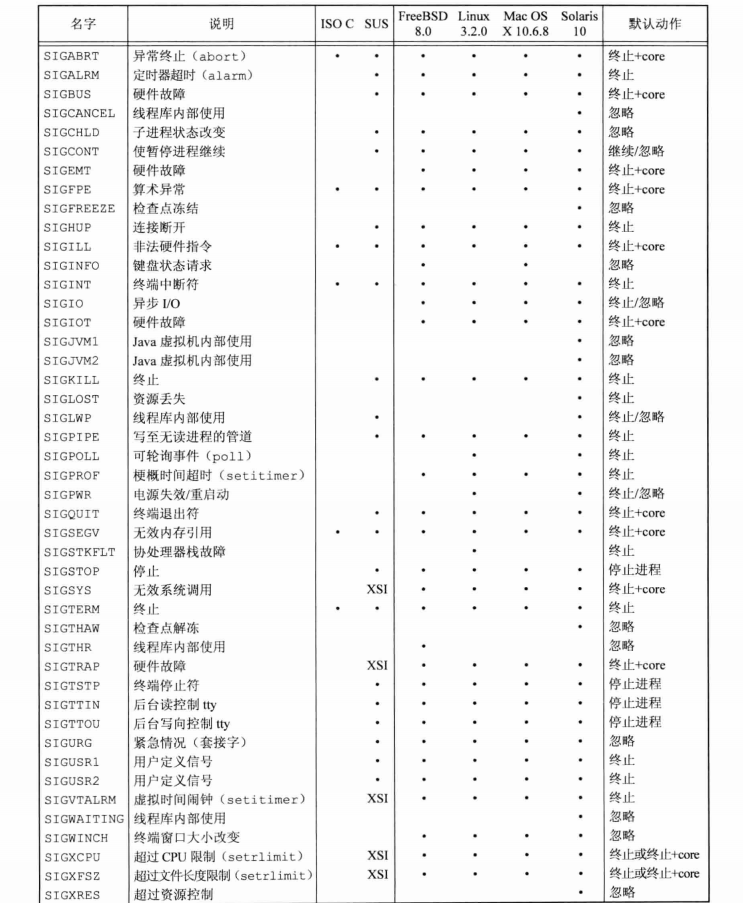 名字 说明 ISO C SUS FreeBSD 8.0 Linux 3.2.0 Mac OS X 10.6.8 Solaris 10 默认动作
SIGABRT 异常终止（abort） • • • • • • 终止+core
SIGALRM 定时器超时（alarm） • • • • • 终止
SIGBUS 硬件故障 • • • • • 终止+core
SIGCANCEL 线程库内部使用 • 忽略
SIGCHLD 子进程状态改变 • • • • • 忽略
SIGCONT 使暂停进程继续 • • • • • 继续/忽略
SIGEMT 硬件故障 • • • • 终止+core
SIGFPE 算术异常 • • • • • • 终止+core
SIGFREEZE 检查点冻结 • 忽略
SIGHUP 连接断开 • • • • • 终止
SIGILL 非法硬件指令 • • • • • • 终止+core
SIGINFO 键盘状态请求 • • 忽略
SIGINT 终端中断符 • • • • • • 终止
SIGIO 异步 I/O • • • • 终止/忽略
SIGIOT 硬件故障 • • • • 终止+core
SIGJVM1 Java 虚拟机内部使用 • 忽略
SIGJVM2 Java 虚拟机内部使用 • 忽略
SIGKILL 终止 • • • • • 终止
SIGLOST 资源丢失 • 终止
SIGLWP 线程库内部使用 • • 终止/忽略
SIGPIPE 写至无读进程的管道 • • • • • 终止
SIGPOLL 可轮询事件（poll） • • 终止
SIGPROF 梗概时间超时（setitimer） • • • • 终止
SIGPWR 电源失效/重启动 • • 终止/忽略
SIGQUIT 终端退出符 • • • • • 终止+core
SIGSEGV 无效内存引用 • • • • • • 终止+core
SIGSTKFLT 协处理器栈故障 • 终止
SIGSTOP 停止 • • • • • 停止进程
SIGSYS 无效系统调用 XSI • • • • 终止+core
SIGTERM 终止 • • • • • • 终止
SIGTHAW 检查点解冻 • 忽略
SIGTHR 线程库内部使用 • 忽略
SIGTRAP 硬件故障 XSI • • • • 终止+core
SIGTSTP 终端停止符 • • • • • 停止进程
SIGTTIN 后台读控制 tty • • • • • 停止进程
SIGTTOU 后台写向控制 tty • • • • • 停止进程
SIGURG 紧急情况（套接字） • • • • • 忽略
SIGUSR1 用户定义信号 • • • • • 终止
SIGUSR2 用户定义信号 • • • • • 终止
SIGVTALRM 虚拟时间闹钟（setitimer） XSI • • • • 终止
SIGWAITING 线程库内部使用 • 忽略
SIGWINCH 终端窗口大小改变 • • • • 忽略
SIGXCPU 超过 CPU 限制（setrlimit） XSI • • • • 终止或终止+core
SIGXFSZ 超过文件长度限制（setrlimit） XSI • • • • 终止或终止+core
SIGXRES 超过资源控制 • 忽略